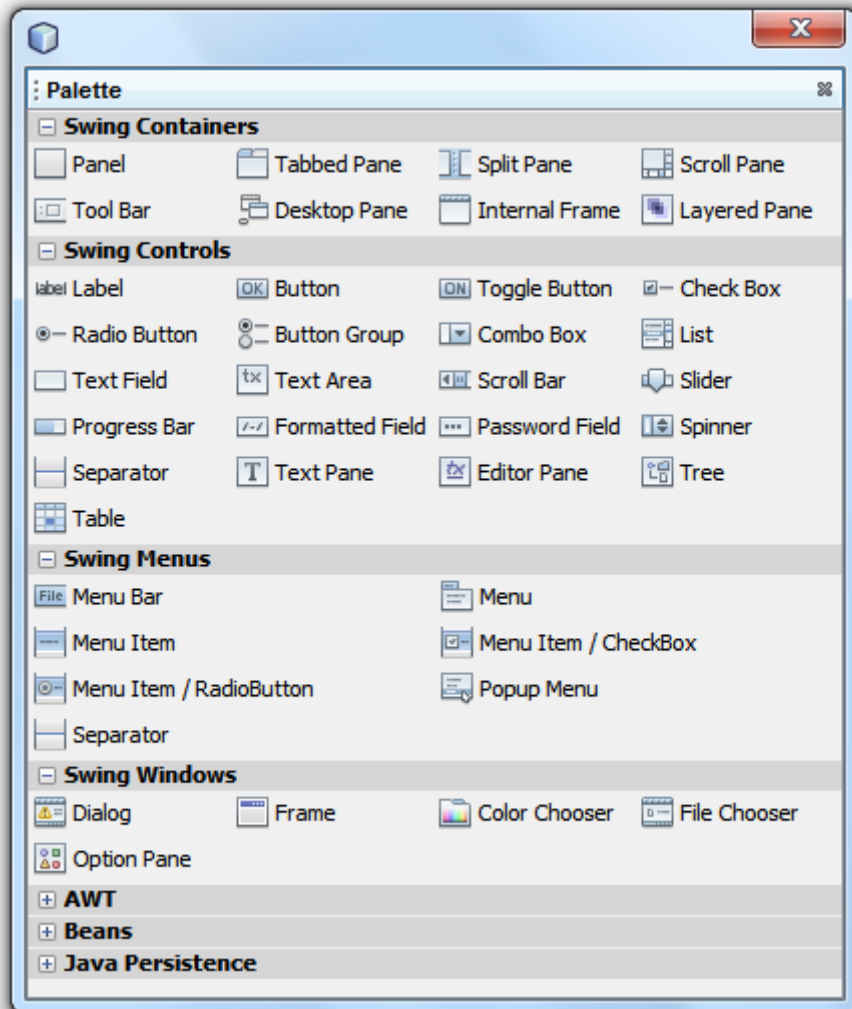 Palette
Swing Containers
Panel Tabbed Pane Split Pane Scroll Pane
Tool Bar Desktop Pane Internal Frame Layered Pane
Swing Controls
label Label OK Button ON Toggle Button Check Box
Radio Button Button Group Combo Box List
Text Field tx Text Area Scroll Bar Slider
Progress Bar Formatted Field Password Field Spinner
Separator T Text Pane tx Editor Pane Tree
Table
Swing Menus
File Menu Bar Menu
Menu Item Menu Item / CheckBox
Menu Item / RadioButton Popup Menu
Separator
Swing Windows
Dialog Frame Color Chooser File Chooser
Option Pane
AWT
Beans
Java Persistence